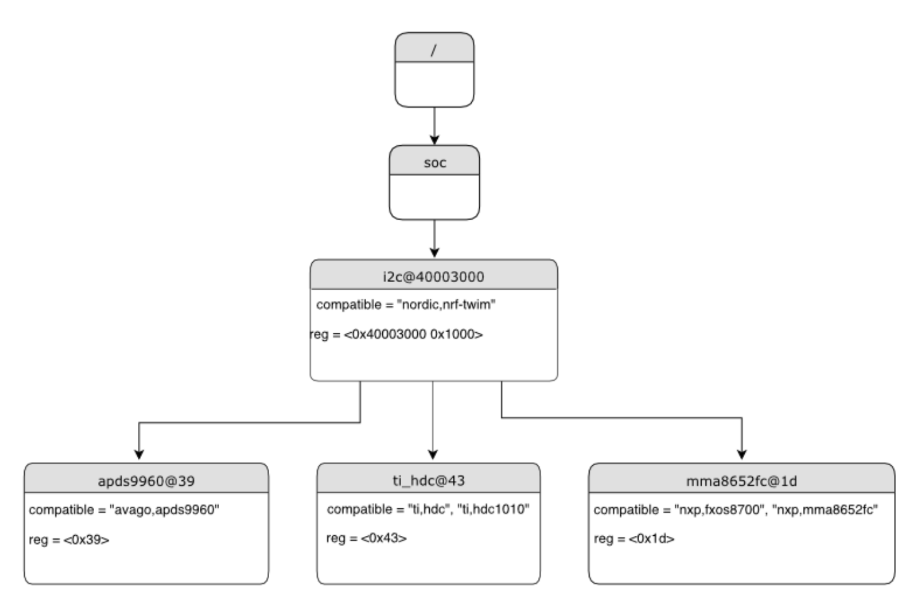 /
soc
i2c@40003000
compatible = "nordic,nrf-twim"
reg = <0x40003000 0x1000>
apds9960@39
compatible = "avago,apds9960"
reg = <0x39>
ti_hdc@43
compatible = "ti,hdc", "ti,hdc1010"
reg = <0x43>
mma8652fc@1d
compatible = "nxp,fxos8700", "nxp,mma8652fc"
reg = <0x1d>